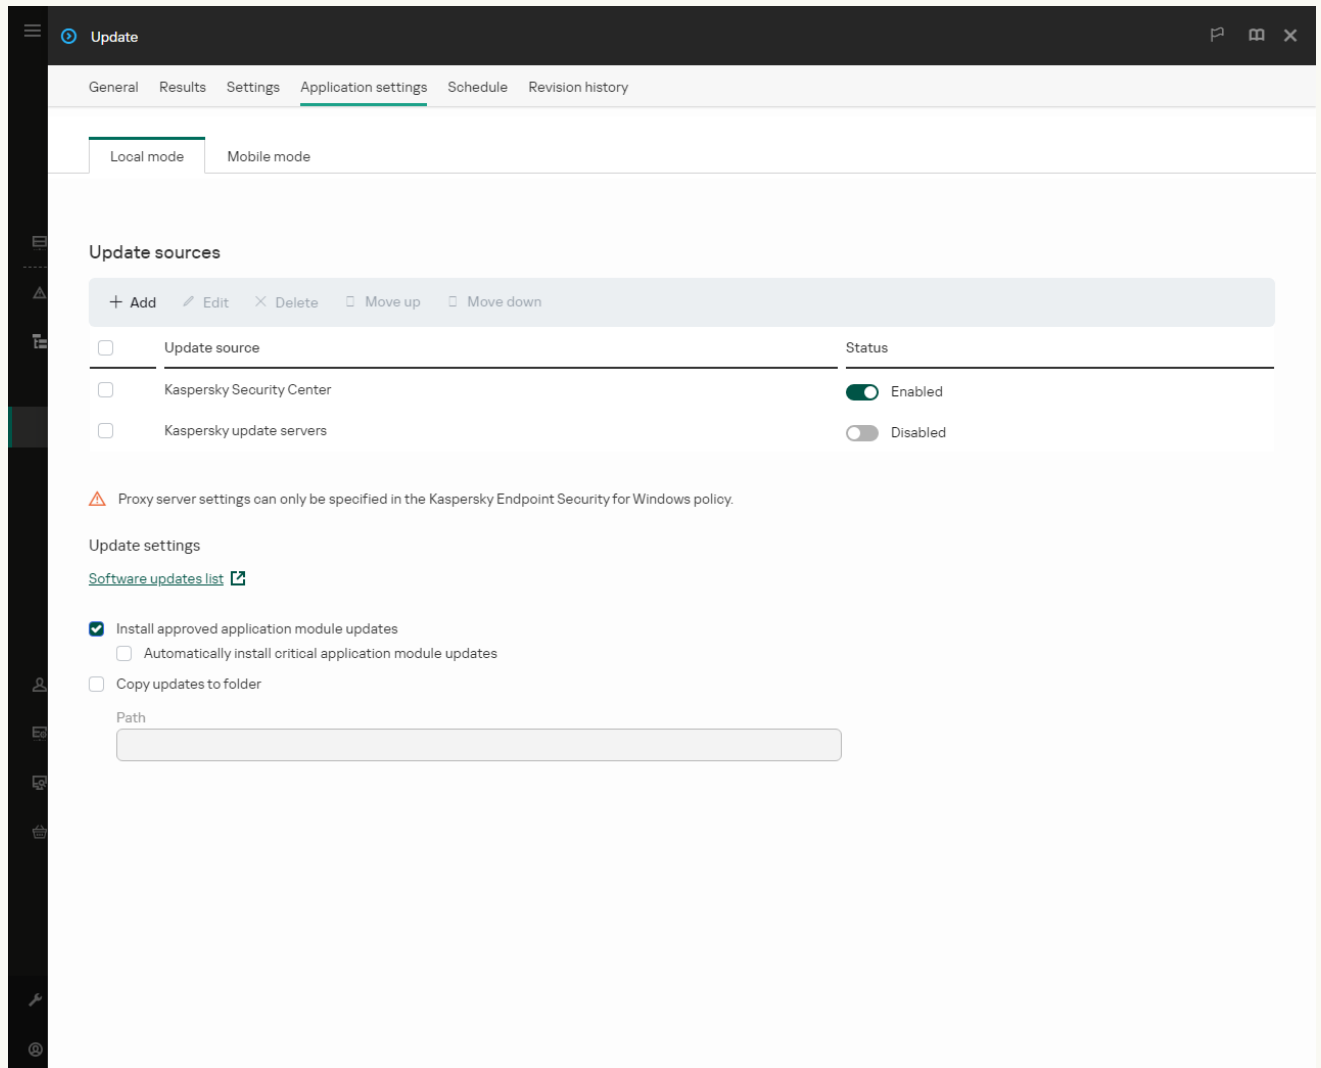 Update
General Results Settings Application settings Schedule Revision history
Local mode Mobile mode
Update sources
Add Edit Delete Move up Move down
Update source Status
Kaspersky Security Center Enabled
Kaspersky update servers Disabled
Proxy server settings can only be specified in the Kaspersky Endpoint Security for Windows policy.
Update settings
Software updates list
Install approved application module updates
Automatically install critical application module updates
Copy updates to folder
Path